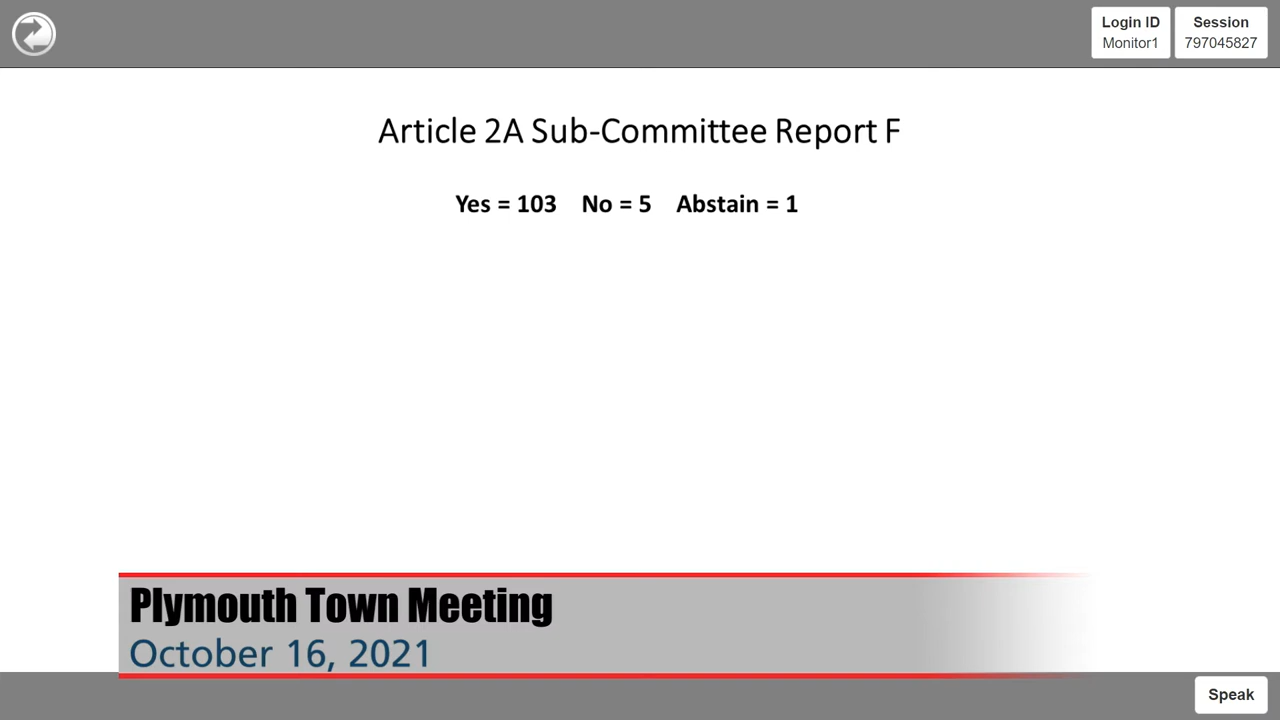 Login ID
Monitor1
Session
797045827
Article 2A Sub-Committee Report F
Yes = 103 No = 5 Abstain = 1
Plymouth Town Meeting
October 16, 2021
Speak